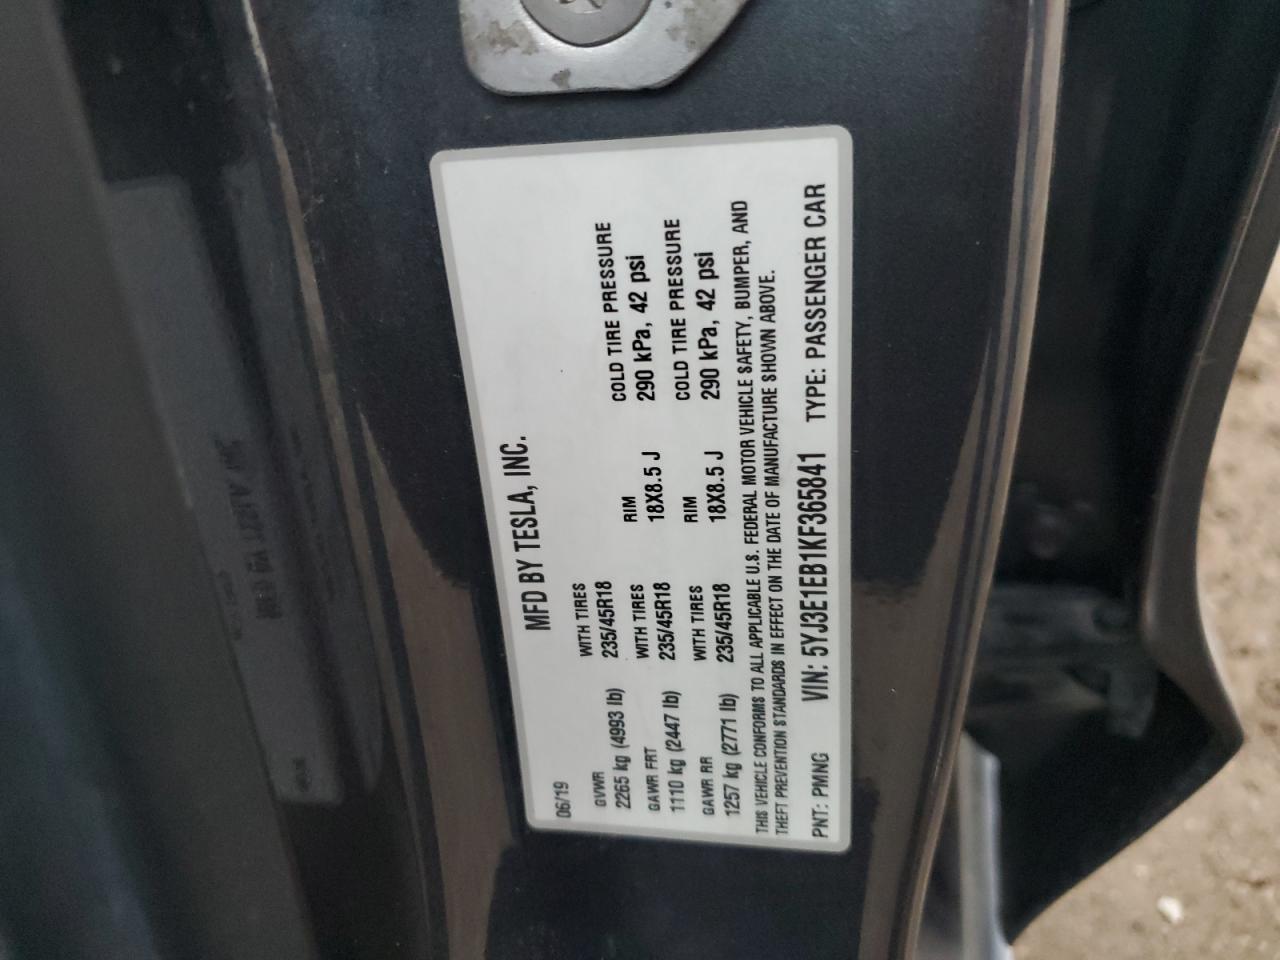 MFD BY TESLA, INC.
06/19
GVWR WITH TIRES RIM COLD TIRE PRESSURE
2265 kg (4993 lb) 235/45R18 18X8.5 J 290 kPa, 42 psi
GAWR FRT WITH TIRES RIM COLD TIRE PRESSURE
1110 kg (2447 lb) 235/45R18 18X8.5 J 290 kPa, 42 psi
GAWR RR WITH TIRES
1257 kg (2771 lb) 235/45R18
THIS VEHICLE CONFORMS TO ALL APPLICABLE U.S. FEDERAL MOTOR VEHICLE SAFETY, BUMPER, AND
THEFT PREVENTION STANDARDS IN EFFECT ON THE DATE OF MANUFACTURE SHOWN ABOVE.
PNT: PMNG VIN: 5YJ3E1EB1KF365841 TYPE: PASSENGER CAR